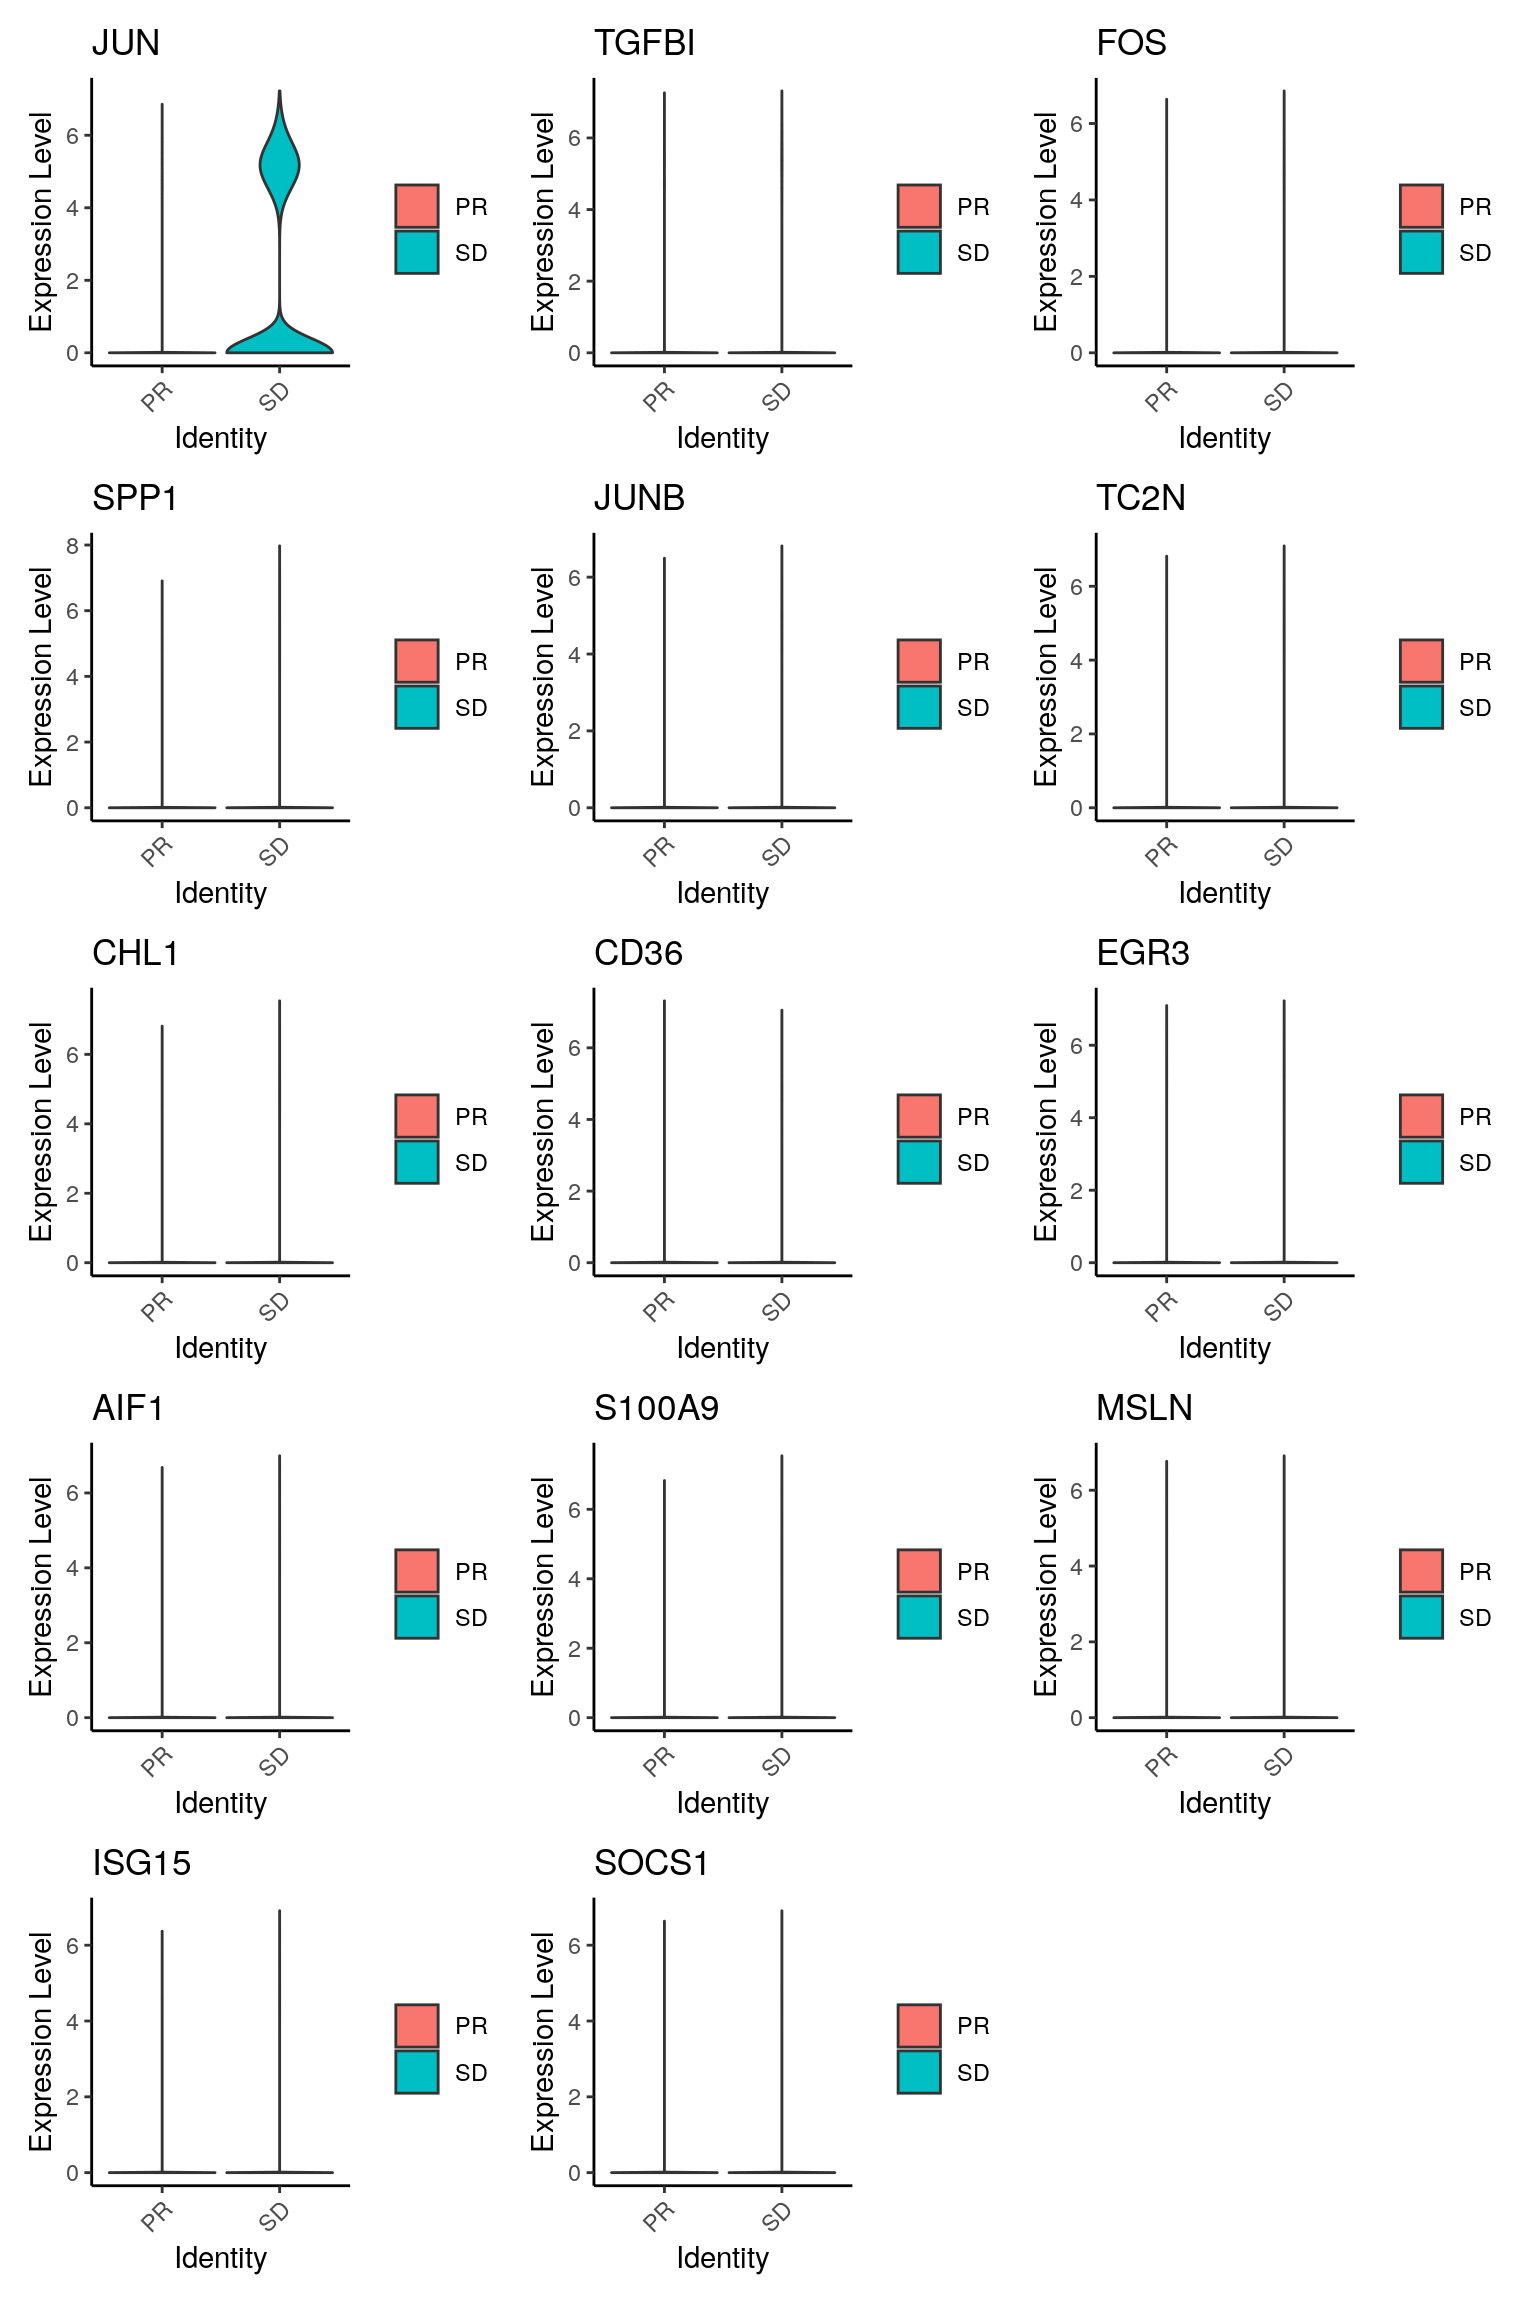 JUN
Expression Level
6
4
2
0
PR
SD
Identity
PR
SD
TGFBI
Expression Level
6
4
2
0
PR
SD
Identity
PR
SD
FOS
Expression Level
6
4
2
0
PR
SD
Identity
PR
SD
SPP1
Expression Level
8
6
4
2
0
PR
SD
Identity
PR
SD
JUNB
Expression Level
6
4
2
0
PR
SD
Identity
PR
SD
TC2N
Expression Level
6
4
2
0
PR
SD
Identity
PR
SD
CHL1
Expression Level
6
4
2
0
PR
SD
Identity
PR
SD
CD36
Expression Level
6
4
2
0
PR
SD
Identity
PR
SD
EGR3
Expression Level
6
4
2
0
PR
SD
Identity
PR
SD
AIF1
Expression Level
6
4
2
0
PR
SD
Identity
PR
SD
S100A9
Expression Level
6
4
2
0
PR
SD
Identity
PR
SD
MSLN
Expression Level
6
4
2
0
PR
SD
Identity
PR
SD
ISG15
Expression Level
6
4
2
0
PR
SD
Identity
PR
SD
SOCS1
Expression Level
6
4
2
0
PR
SD
Identity
PR
SD